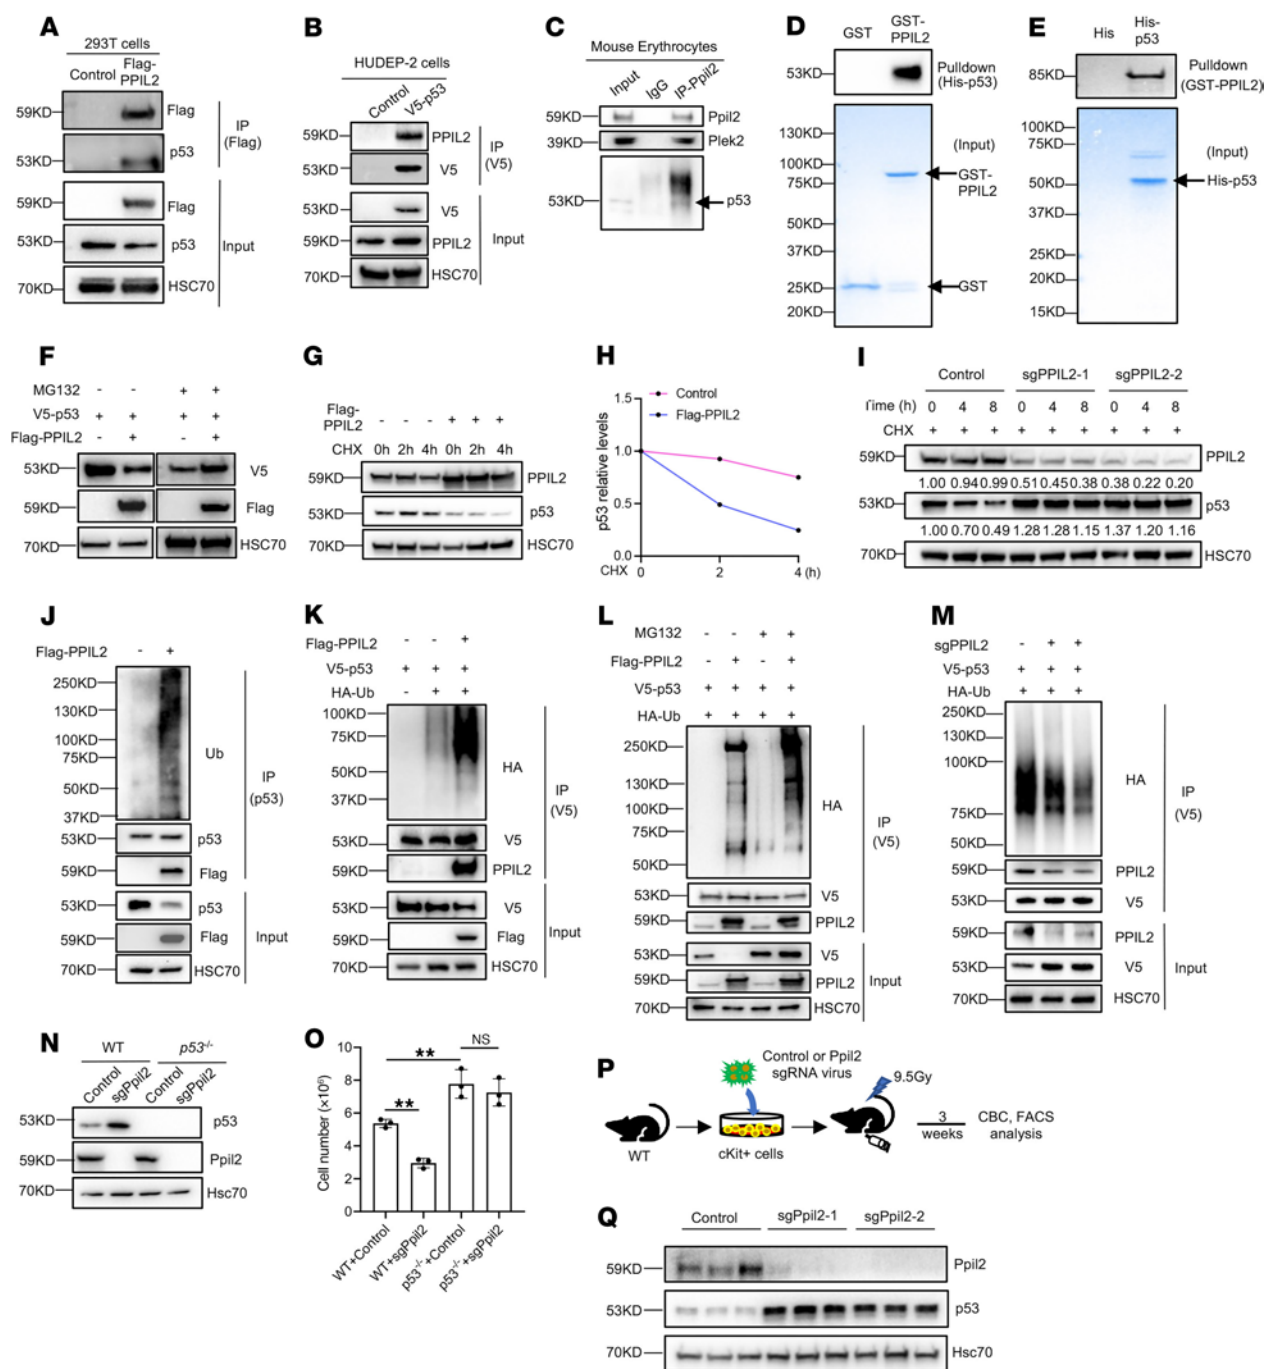 A
293T cells
Control
Flag-
PPIL2
59KD
Flag
53KD
p53
IP
(Flag)
59KD
Flag
53KD
p53
70KD
HSC70
Input
B
HUDEP-2 cells
Control
V5-p53
59KD
PPIL2
53KD
V5
IP
(V5)
53KD
V5
59KD
PPIL2
70KD
HSC70
Input
C
Mouse Erythrocytes
Input
IgG
IP-Ppil2
59KD
Ppil2
39KD
Plek2
53KD
p53
D
GST
GST-
PPIL2
53KD
Pulldown
(His-p53)
130KD
100KD
75KD
50KD
37KD
25KD
20KD
(Input)
GST-
PPIL2
GST
E
His
His-
p53
85KD
Pulldown
(GST-PPIL2)
100KD
75KD
50KD
37KD
25KD
20KD
15KD
(Input)
His-p53
F
MG132 - - + +
V5-p53 + + + +
Flag-PPIL2 - + - +
53KD
V5
59KD
Flag
70KD
HSC70
G
Flag-
PPIL2 - - - + + +
CHX 0h 2h 4h 0h 2h 4h
59KD
PPIL2
53KD
p53
70KD
HSC70
H
Control
Flag-PPIL2
p53 relative levels
1.5
1.0
0.5
0.0
CHX 0 2 4 (h)
I
Control sgPPIL2-1 sgPPIL2-2
Time (h) 0 4 8 0 4 8 0 4 8
CHX + + + + + + + + +
59KD
PPIL2
1.00 0.94 0.99 0.51 0.45 0.38 0.38 0.22 0.20
53KD
p53
1.00 0.70 0.49 1.28 1.28 1.15 1.37 1.20 1.16
70KD
HSC70
J
Flag-PPIL2 - +
250KD
130KD
100KD
75KD
50KD
37KD
Ub
53KD
p53
59KD
Flag
IP
(p53)
53KD
p53
59KD
Flag
70KD
HSC70
Input
K
Flag-PPIL2 - - +
V5-p53 + + +
HA-Ub - + +
100KD
75KD
50KD
37KD
HA
53KD
V5
59KD
PPIL2
IP
(V5)
53KD
V5
59KD
Flag
70KD
HSC70
Input
L
MG132 - - + +
Flag-PPIL2 - + - +
V5-p53 + + + +
HA-Ub + + + +
250KD
130KD
100KD
75KD
50KD
HA
53KD
V5
59KD
PPIL2
IP
(V5)
53KD
V5
59KD
PPIL2
70KD
HSC70
Input
M
sgPPIL2 - + +
V5-p53 + + +
HA-Ub + + +
250KD
130KD
100KD
75KD
50KD
HA
59KD
PPIL2
53KD
V5
IP
(V5)
59KD
PPIL2
53KD
V5
70KD
HSC70
Input
N
WT p53-/-
Control
sgPpil2
Control
sgPpil2
53KD
p53
59KD
Ppil2
70KD
Hsc70
O
Cell number (×10⁶)
10
8
6
4
2
0
**
**
NS
WT+Control
WT+sgPpil2
p53-/-+Control
p53-/-+sgPpil2
P
Control or Ppil2
sgRNA virus
9.5Gy
WT
cKit+ cells
3
weeks
CBC, FACS
analysis
Q
Control sgPpil2-1 sgPpil2-2
59KD
Ppil2
53KD
p53
70KD
Hsc70